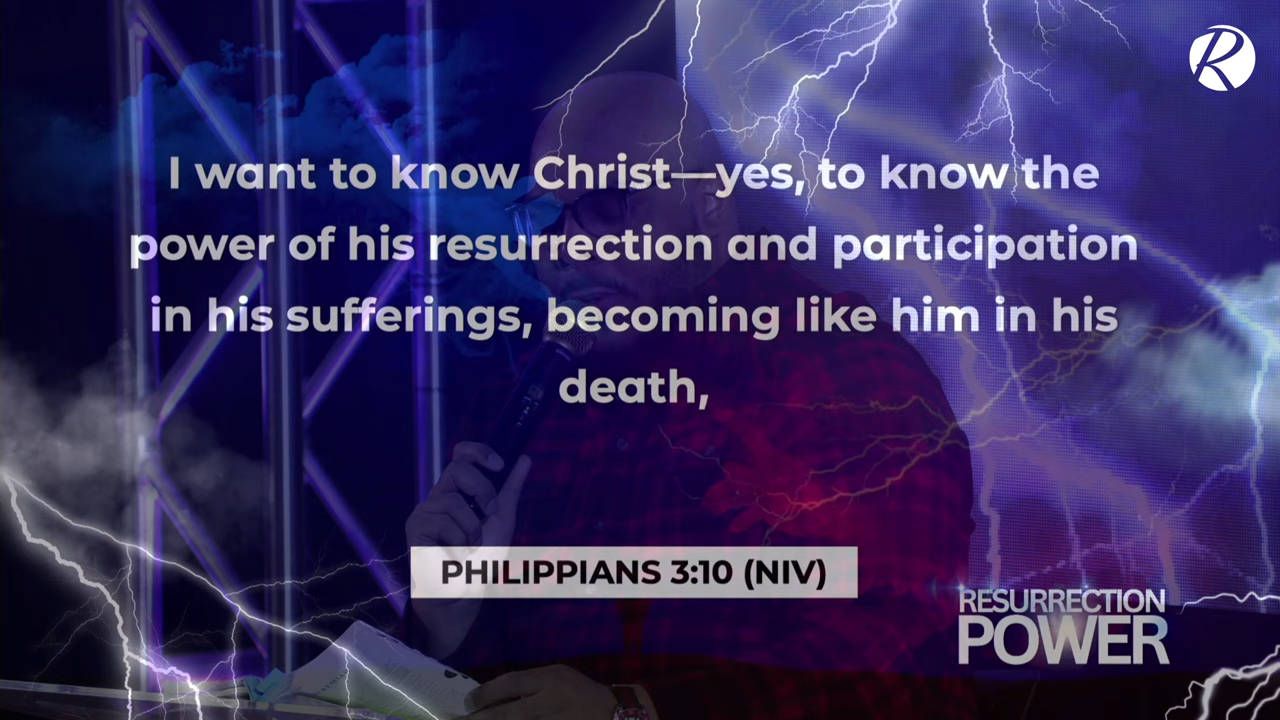 R
I want to know Christ—yes, to know the
power of his resurrection and participation
in his sufferings, becoming like him in his
death,
PHILIPPIANS 3:10 (NIV)
RESURRECTION
POWER